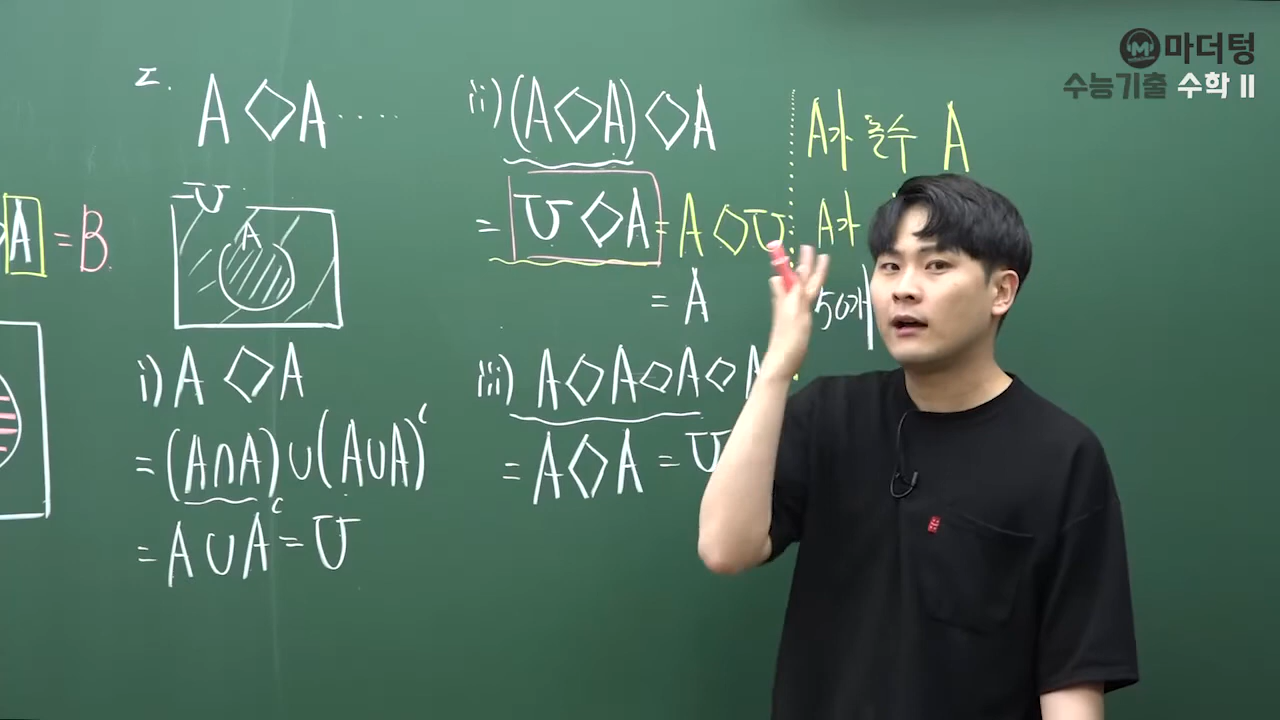 마더텅
수능기출 수학 II
A = B
I. A ◇ A .....
U
A
i) A ◇ A
= (A∩A) ∪ (A∪A)ᶜ
= A ∪ Aᶜ = U
ii) (A◇A) ◇ A
= U ◇ A = A ◇ U
= A
iii) A◇A◇A◇A
= A◇A = U
A가 홀수 A
A가
50개